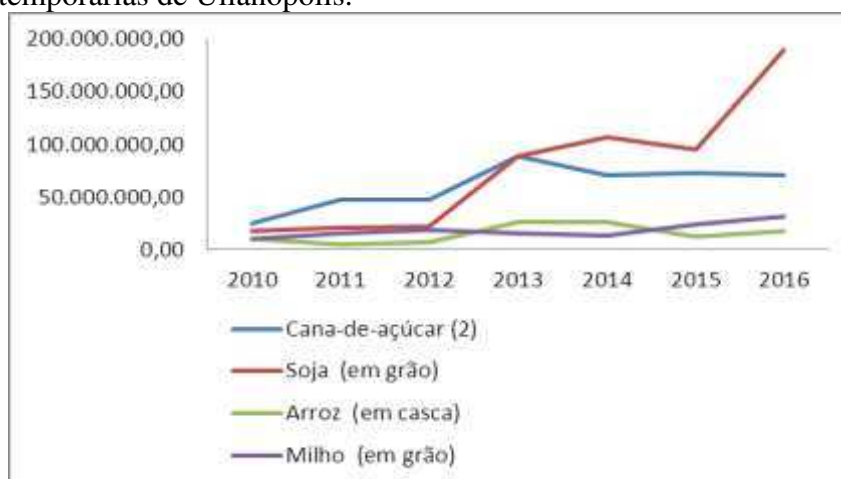 temporárias de Ulianópolis.
200.000.000,00
150.000.000,00
100.000.000,00
50.000.000,00
0,00
2010 2011 2012 2013 2014 2015 2016
Cana-de-açúcar (2)
Soja (em grão)
Arroz (em casca)
Milho (em grão)